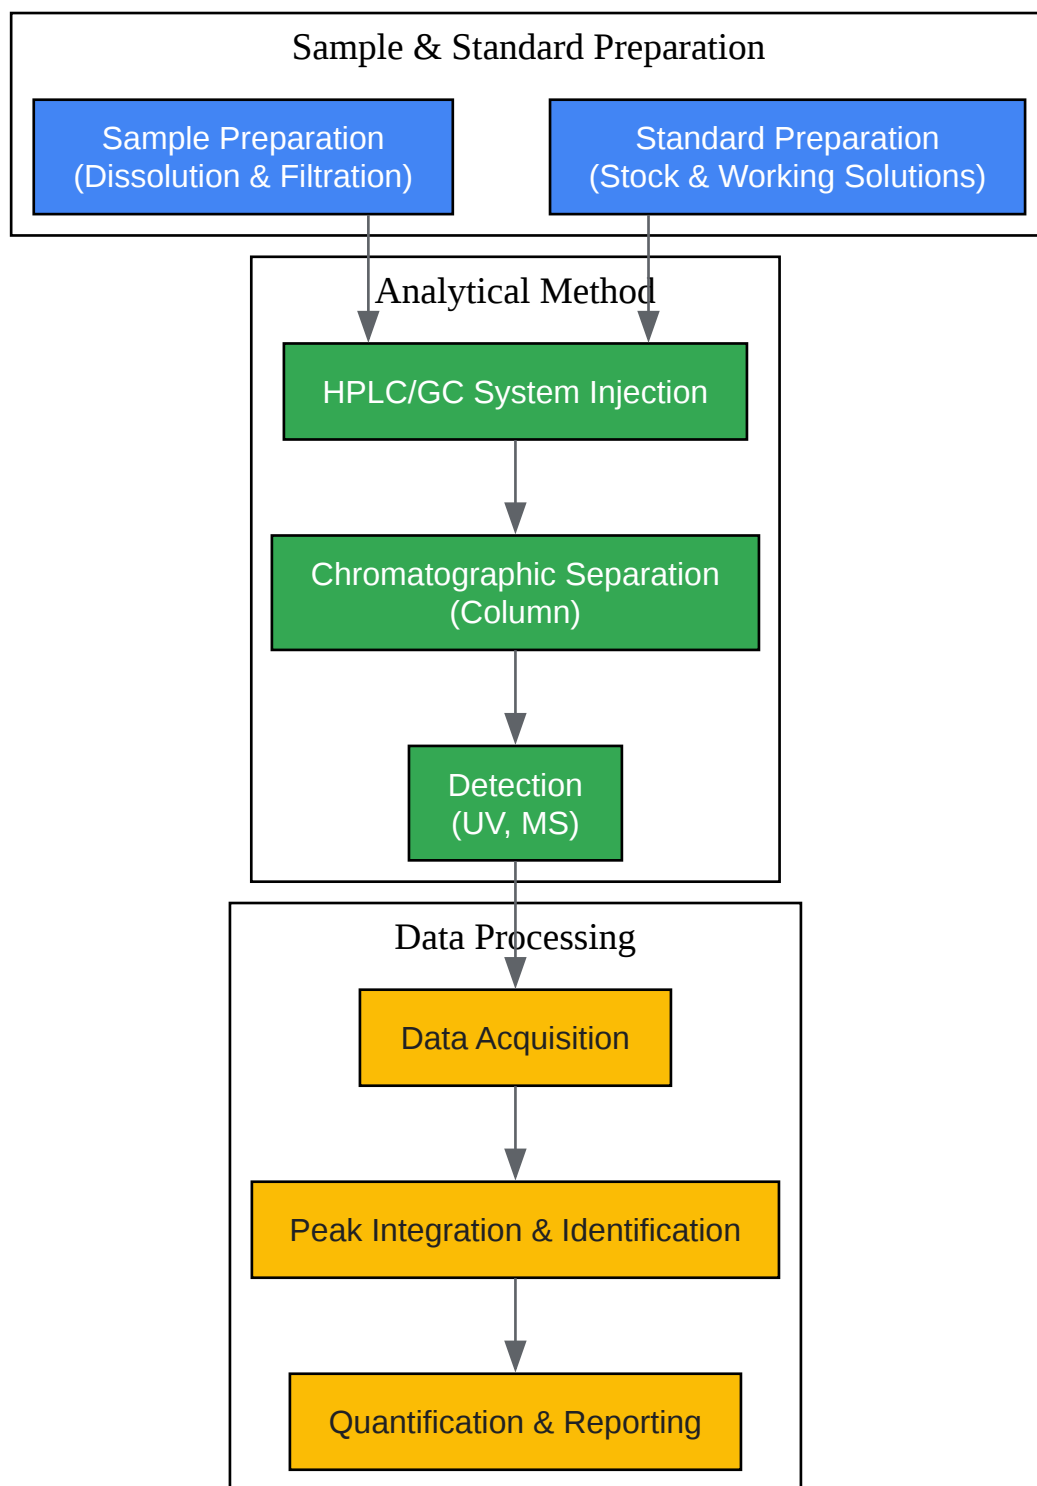 Sample & Standard Preparation
Sample Preparation
(Dissolution & Filtration)
Standard Preparation
(Stock & Working Solutions)
Analytical Method
HPLC/GC System Injection
Chromatographic Separation
(Column)
Detection
(UV, MS)
Data Processing
Data Acquisition
Peak Integration & Identification
Quantification & Reporting